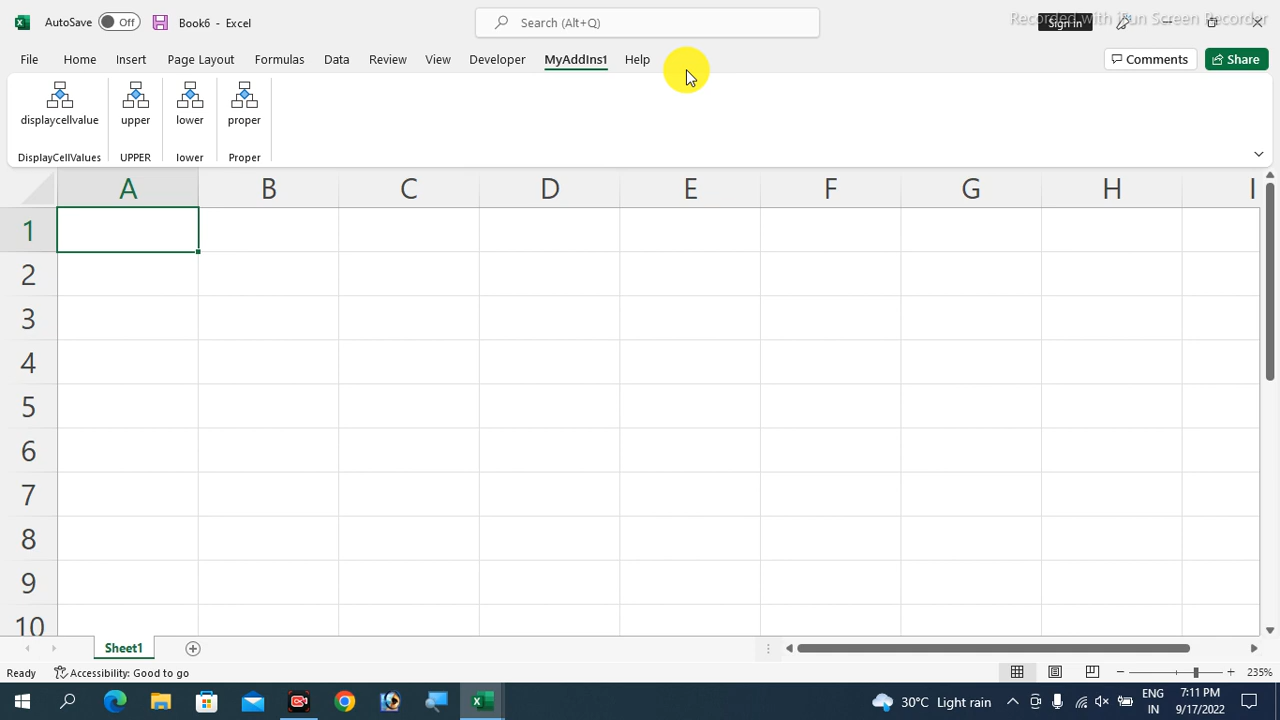 AutoSave Off Book6 - Excel Search (Alt+Q) Sign in Recorded with iFun Screen Recorder
File Home Insert Page Layout Formulas Data Review View Developer MyAddIns1 Help Comments Share
displaycellvalue upper lower proper
DisplayCellValues UPPER lower Proper
A B C D E F G H I
1
2
3
4
5
6
7
8
9
10
Sheet1
Ready Accessibility: Good to go 235%
30°C Light rain ENG 7:11 PM
IN 9/17/2022